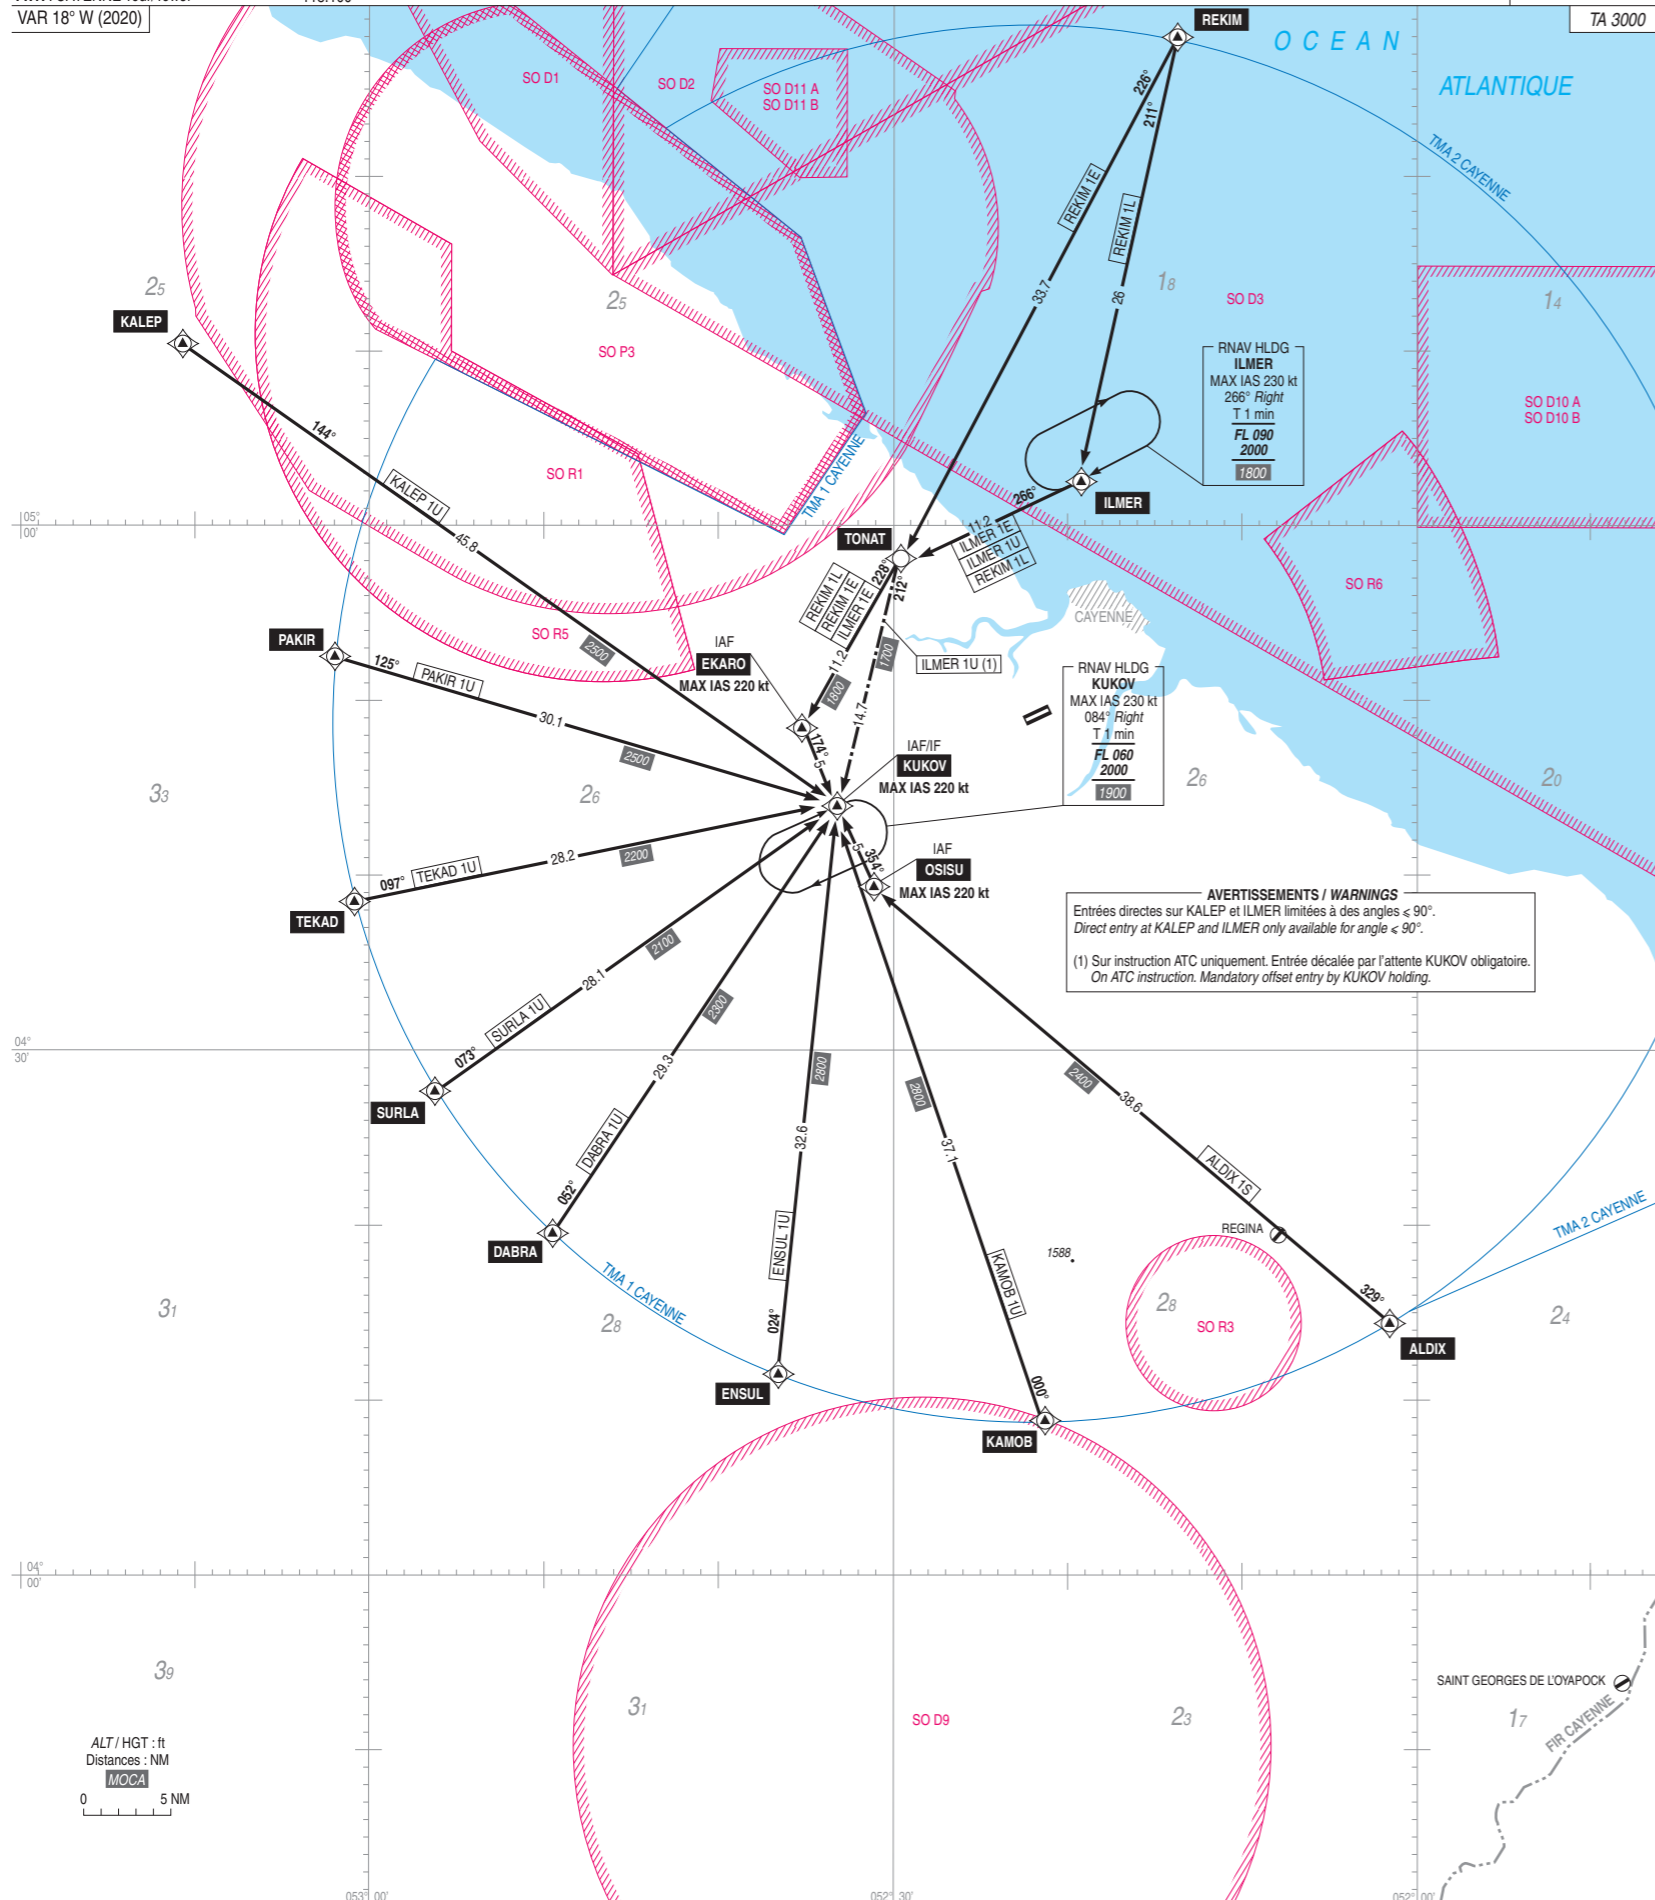 VAR 18° W (2020)
TA 3000
REKIM
OCEAN
ATLANTIQUE
SO D1
SO D2
SO D11 A
SO D11 B
226°
211°
TMA 2 CAYENNE
REKIM 1E
REKIM 1L
33.7
26
25
25
18
14
SO D3
KALEP
SO P3
RNAV HLDG
ILMER
MAX IAS 230 kt
266° Right
T 1 min
FL 090
2000
1800
SO D10 A
SO D10 B
144°
KALEP 1U
45.8
SO R1
TMA 1 CAYENNE
266°
ILMER
11.2
ILMER 1E
ILMER 1U
REKIM 1L
05°
00'
TONAT
228°
212°
REKIM 1L
REKIM 1E
ILMER 1E
11.2
1800
1700
14.7
ILMER 1U (1)
SO R6
CAYENNE
PAKIR
125°
PAKIR 1U
30.1
2500
2500
SO R5
IAF
EKARO
MAX IAS 220 kt
174°
5
RNAV HLDG
KUKOV
MAX IAS 230 kt
084° Right
T 1 min
FL 060
2000
1900
IAF/IF
KUKOV
MAX IAS 220 kt
33
26
26
20
TEKAD
097°
TEKAD 1U
28.2
2200
5
354°
IAF
OSISU
MAX IAS 220 kt
AVERTISSEMENTS / WARNINGS
Entrées directes sur KALEP et ILMER limitées à des angles ⩽ 90°.
Direct entry at KALEP and ILMER only available for angle ⩽ 90°.
(1) Sur instruction ATC uniquement. Entrée décalée par l'attente KUKOV obligatoire.
On ATC instruction. Mandatory offset entry by KUKOV holding.
04°
30'
SURLA
073°
SURLA 1U
28.1
2100
DABRA
052°
DABRA 1U
29.3
2300
ENSUL
024°
ENSUL 1U
32.6
2800
KAMOB
000°
KAMOB 1U
37.1
2800
ALDIX
329°
ALDIX 1S
38.6
2400
REGINA
1588
TMA 2 CAYENNE
TMA 1 CAYENNE
31
28
28
24
SO R3
04°
00'
39
31
SO D9
23
17
SAINT GEORGES DE L'OYAPOCK
FIR CAYENNE
ALT / HGT : ft
Distances : NM
MOCA
0 5 NM
053° 00'
052° 30'
052° 00'